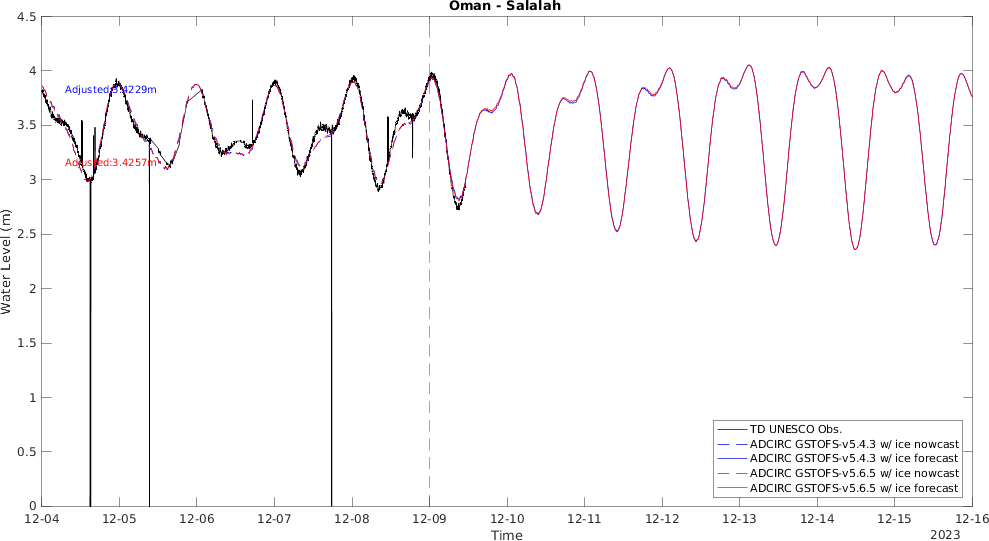 Oman - Salalah
4.5
4
3.5
3
2.5
2
1.5
1
0.5
0
Water Level (m)
Adjusted:3.4229m
Adjusted:3.4257m
TD UNESCO Obs.
ADCIRC GSTOFS-v5.4.3 w/ ice nowcast
ADCIRC GSTOFS-v5.4.3 w/ ice forecast
ADCIRC GSTOFS-v5.6.5 w/ ice nowcast
ADCIRC GSTOFS-v5.6.5 w/ ice forecast
12-04 12-05 12-06 12-07 12-08 12-09 12-10 12-11 12-12 12-13 12-14 12-15 12-16
Time
2023